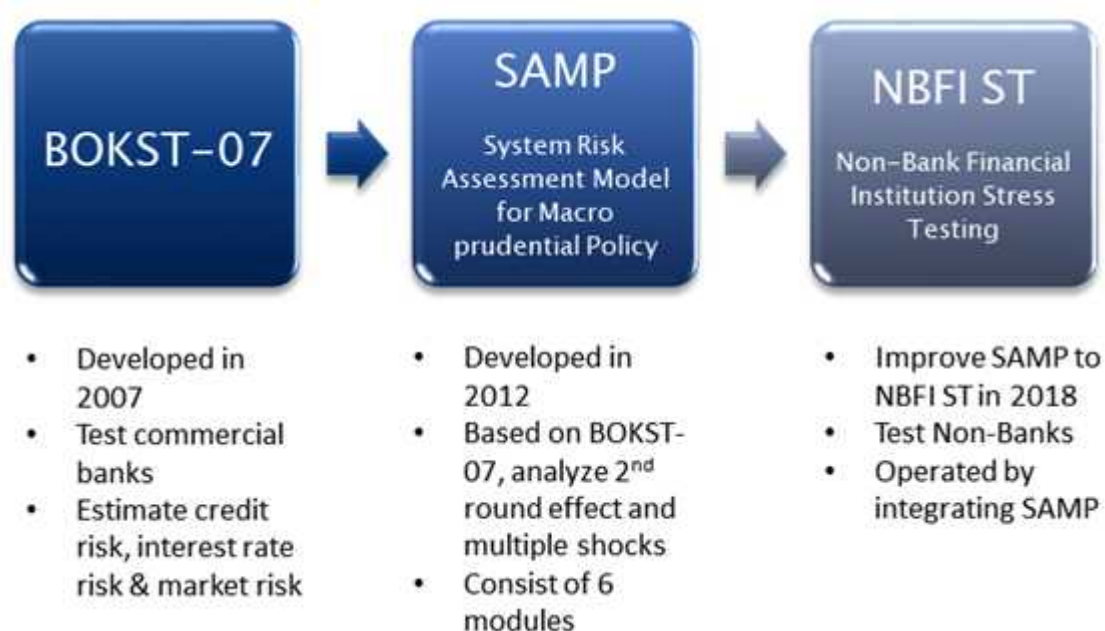 BOKST-07
SAMP
System Risk
Assessment Model
for Macro
prudential Policy
NBFI ST
Non-Bank Financial
Institution Stress
Testing
• Developed in
2007
• Test commercial
banks
• Estimate credit
risk, interest rate
risk & market risk
• Developed in
2012
• Based on BOKST-
07, analyze 2nd
round effect and
multiple shocks
• Consist of 6
modules
• Improve SAMP to
NBFI ST in 2018
• Test Non-Banks
• Operated by
integrating SAMP